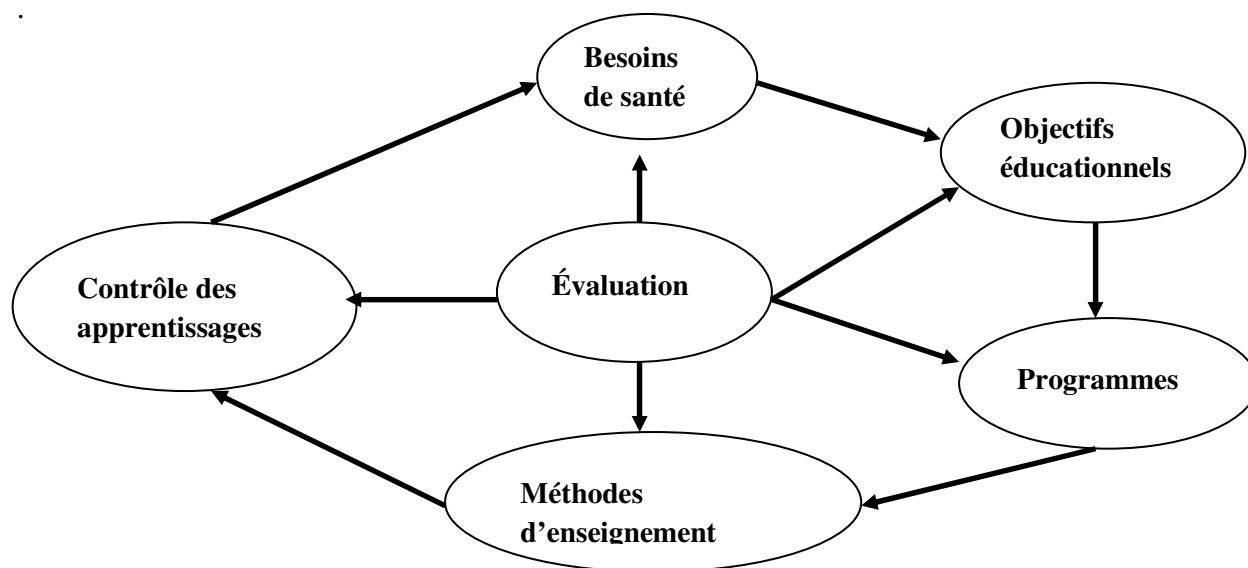 .
Besoins
de santé
Objectifs
éducationnels
Évaluation
Contrôle des
apprentissages
Programmes
Méthodes
d’enseignement